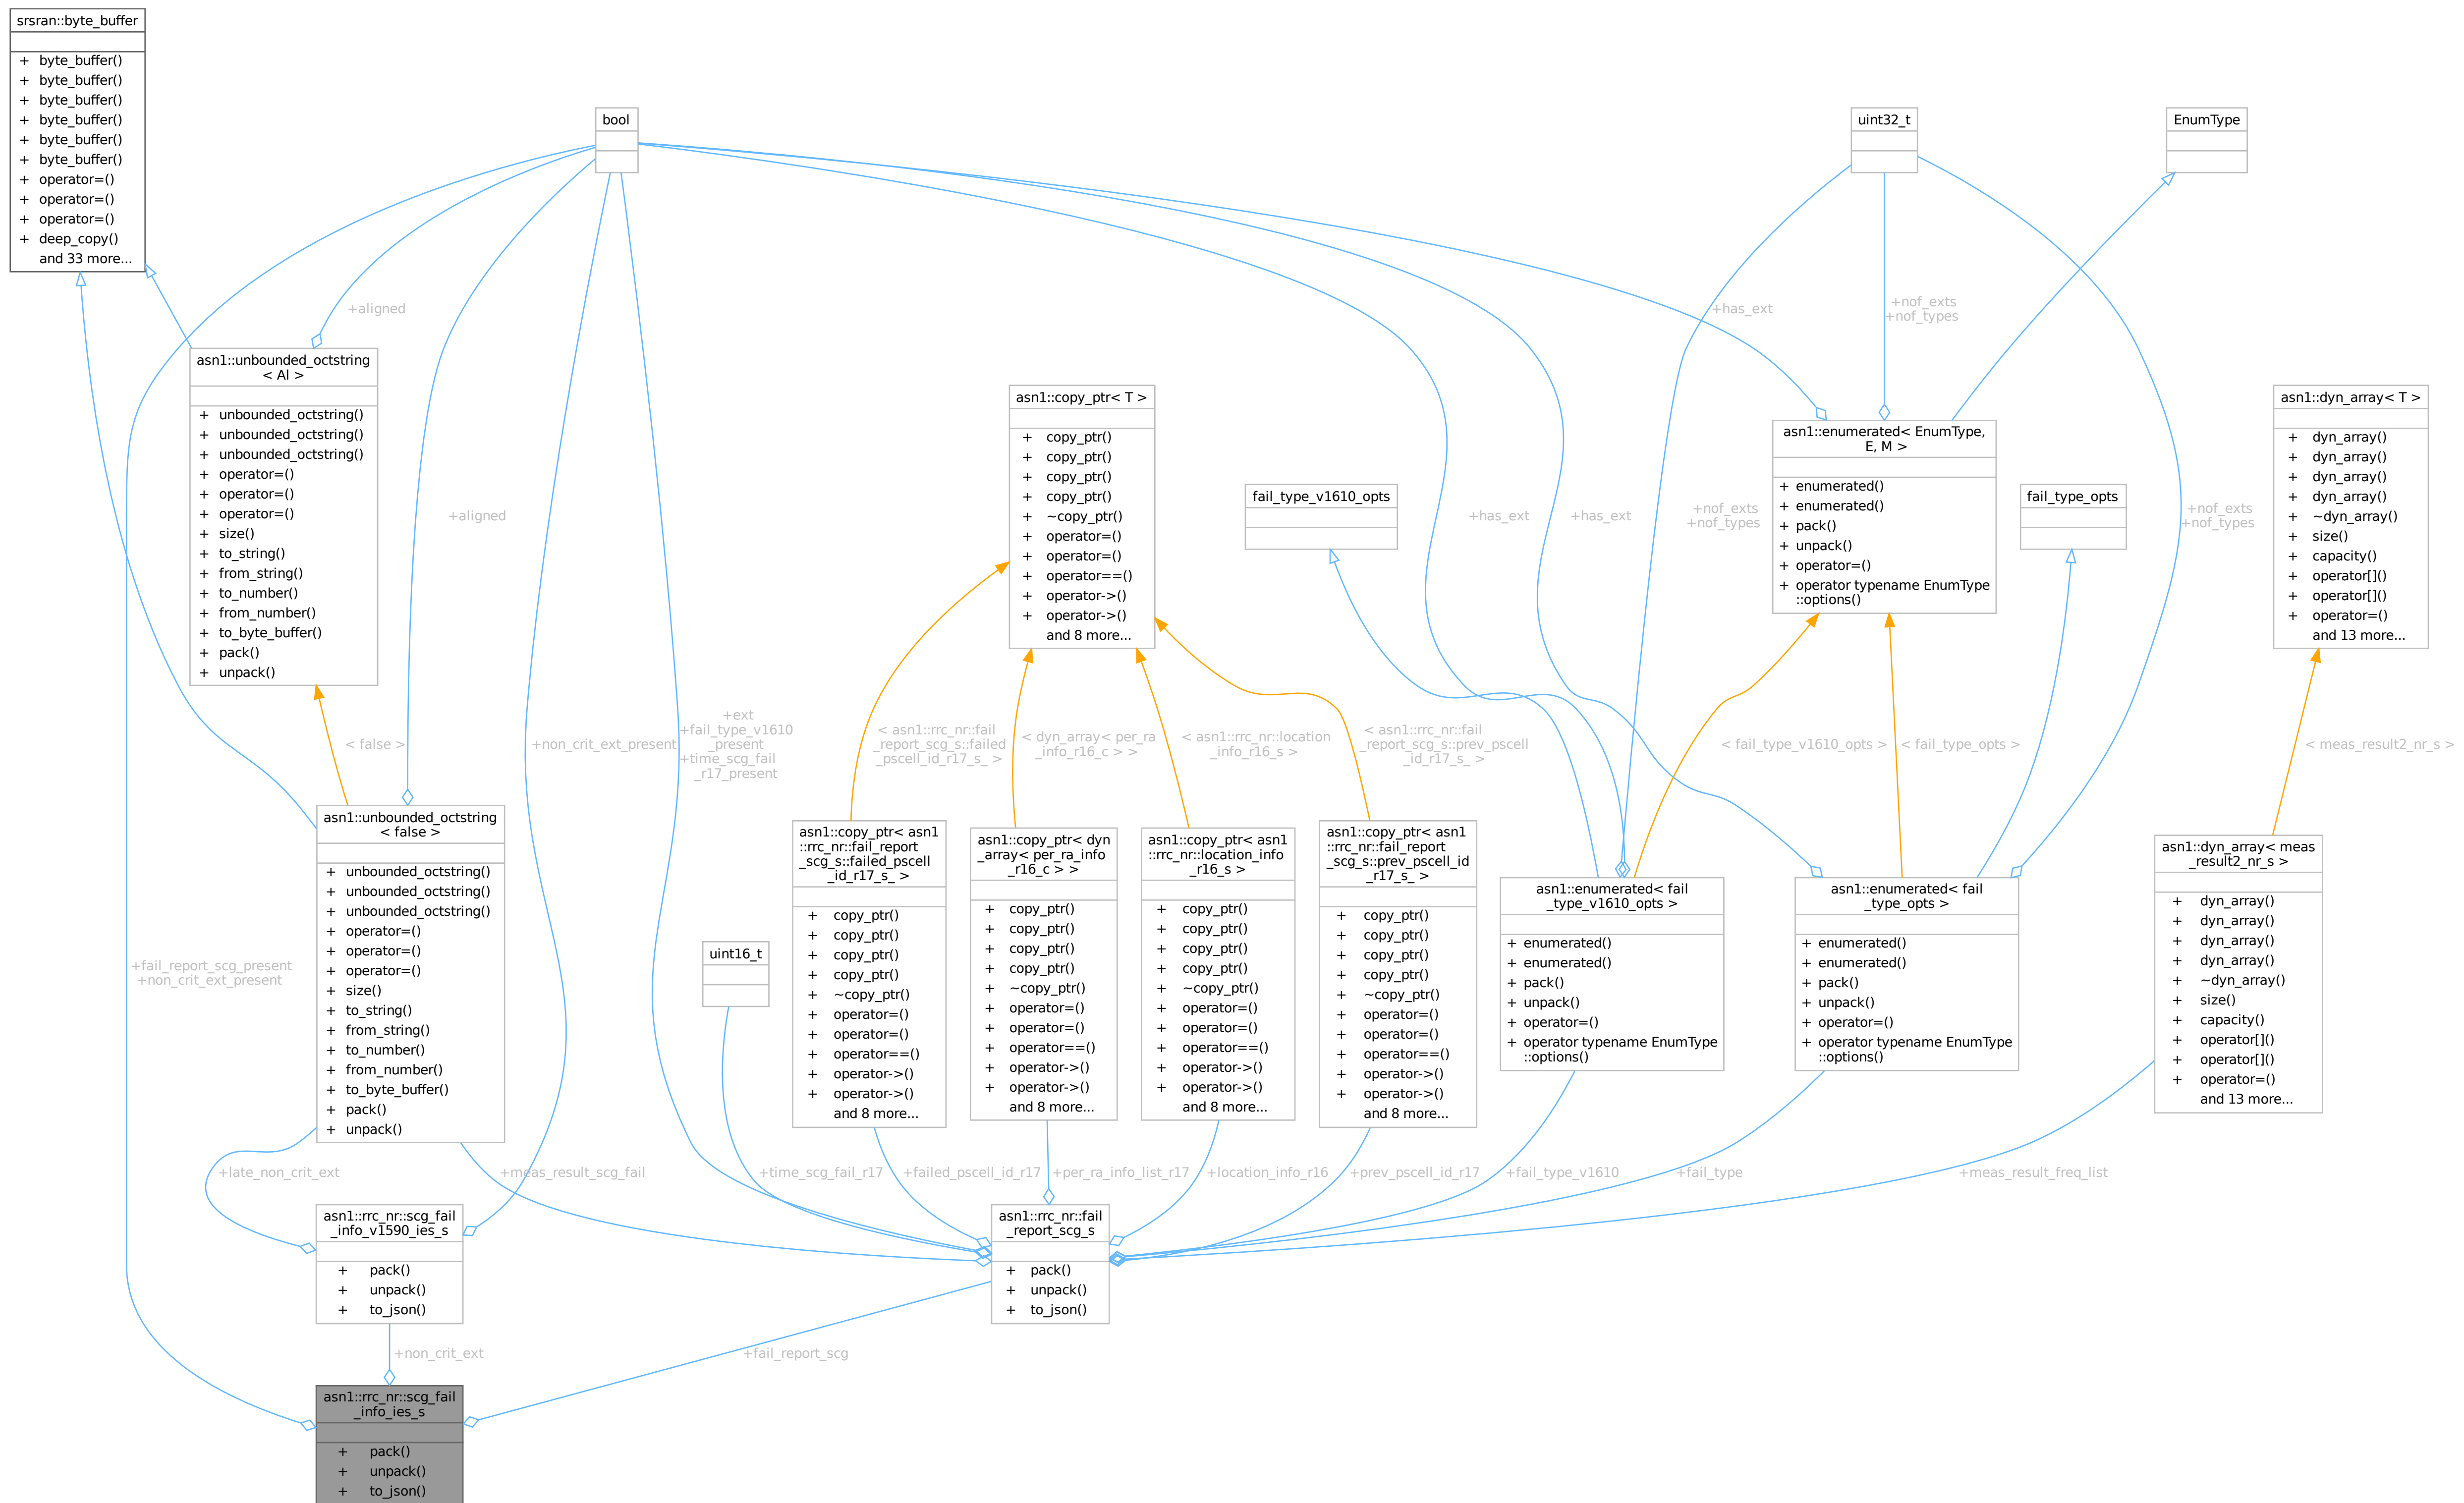 srsran::byte_buffer
+ byte_buffer()
+ byte_buffer()
+ byte_buffer()
+ byte_buffer()
+ byte_buffer()
+ byte_buffer()
+ operator=()
+ operator=()
+ operator=()
+ deep_copy()
and 33 more...
bool
uint32_t
EnumType
+aligned
+has_ext
+nof_exts
+nof_types
asn1::unbounded_octstring
< Al >
+ unbounded_octstring()
+ unbounded_octstring()
+ unbounded_octstring()
+ operator=()
+ operator=()
+ operator=()
+ size()
+ to_string()
+ from_string()
+ to_number()
+ from_number()
+ to_byte_buffer()
+ pack()
+ unpack()
asn1::copy_ptr< T >
+ copy_ptr()
+ copy_ptr()
+ copy_ptr()
+ copy_ptr()
+ ~copy_ptr()
+ operator=()
+ operator=()
+ operator==()
+ operator->()
+ operator->()
and 8 more...
asn1::enumerated< EnumType,
E, M >
+ enumerated()
+ enumerated()
+ pack()
+ unpack()
+ operator=()
+ operator typename EnumType
::options()
asn1::dyn_array< T >
+ dyn_array()
+ dyn_array()
+ dyn_array()
+ dyn_array()
+ ~dyn_array()
+ size()
+ capacity()
+ operator[]()
+ operator[]()
+ operator=()
and 13 more...
fail_type_v1610_opts
fail_type_opts
+aligned
+has_ext
+has_ext
+nof_exts
+nof_types
+nof_exts
+nof_types
< false >
+non_crit_ext_present
+ext
+fail_type_v1610
_present
+time_scg_fail
_r17_present
< asn1::rrc_nr::fail
_report_scg_s::failed
_pscell_id_r17_s_ >
< dyn_array< per_ra
_info_r16_c > >
< asn1::rrc_nr::location
_info_r16_s >
< asn1::rrc_nr::fail
_report_scg_s::prev_pscell
_id_r17_s_ >
< fail_type_v1610_opts >
< fail_type_opts >
< meas_result2_nr_s >
asn1::unbounded_octstring
< false >
+ unbounded_octstring()
+ unbounded_octstring()
+ unbounded_octstring()
+ operator=()
+ operator=()
+ operator=()
+ size()
+ to_string()
+ from_string()
+ to_number()
+ from_number()
+ to_byte_buffer()
+ pack()
+ unpack()
uint16_t
asn1::copy_ptr< asn1
::rrc_nr::fail_report
_scg_s::failed_pscell
_id_r17_s_ >
+ copy_ptr()
+ copy_ptr()
+ copy_ptr()
+ copy_ptr()
+ ~copy_ptr()
+ operator=()
+ operator=()
+ operator==()
+ operator->()
+ operator->()
and 8 more...
asn1::copy_ptr< dyn
_array< per_ra_info
_r16_c > >
+ copy_ptr()
+ copy_ptr()
+ copy_ptr()
+ copy_ptr()
+ ~copy_ptr()
+ operator=()
+ operator=()
+ operator==()
+ operator->()
+ operator->()
and 8 more...
asn1::copy_ptr< asn1
::rrc_nr::location_info
_r16_s >
+ copy_ptr()
+ copy_ptr()
+ copy_ptr()
+ copy_ptr()
+ ~copy_ptr()
+ operator=()
+ operator=()
+ operator==()
+ operator->()
+ operator->()
and 8 more...
asn1::copy_ptr< asn1
::rrc_nr::fail_report
_scg_s::prev_pscell_id
_r17_s_ >
+ copy_ptr()
+ copy_ptr()
+ copy_ptr()
+ copy_ptr()
+ ~copy_ptr()
+ operator=()
+ operator=()
+ operator==()
+ operator->()
+ operator->()
and 8 more...
asn1::enumerated< fail
_type_v1610_opts >
+ enumerated()
+ enumerated()
+ pack()
+ unpack()
+ operator=()
+ operator typename EnumType
::options()
asn1::enumerated< fail
_type_opts >
+ enumerated()
+ enumerated()
+ pack()
+ unpack()
+ operator=()
+ operator typename EnumType
::options()
asn1::dyn_array< meas
_result2_nr_s >
+ dyn_array()
+ dyn_array()
+ dyn_array()
+ dyn_array()
+ ~dyn_array()
+ size()
+ capacity()
+ operator[]()
+ operator[]()
+ operator=()
and 13 more...
+fail_report_scg_present
+non_crit_ext_present
+late_non_crit_ext
+meas_result_scg_fail
+time_scg_fail_r17
+failed_pscell_id_r17
+per_ra_info_list_r17
+location_info_r16
+prev_pscell_id_r17
+fail_type_v1610
+fail_type
+meas_result_freq_list
asn1::rrc_nr::scg_fail
_info_v1590_ies_s
+ pack()
+ unpack()
+ to_json()
asn1::rrc_nr::fail
_report_scg_s
+ pack()
+ unpack()
+ to_json()
+non_crit_ext
+fail_report_scg
asn1::rrc_nr::scg_fail
_info_ies_s
+ pack()
+ unpack()
+ to_json()